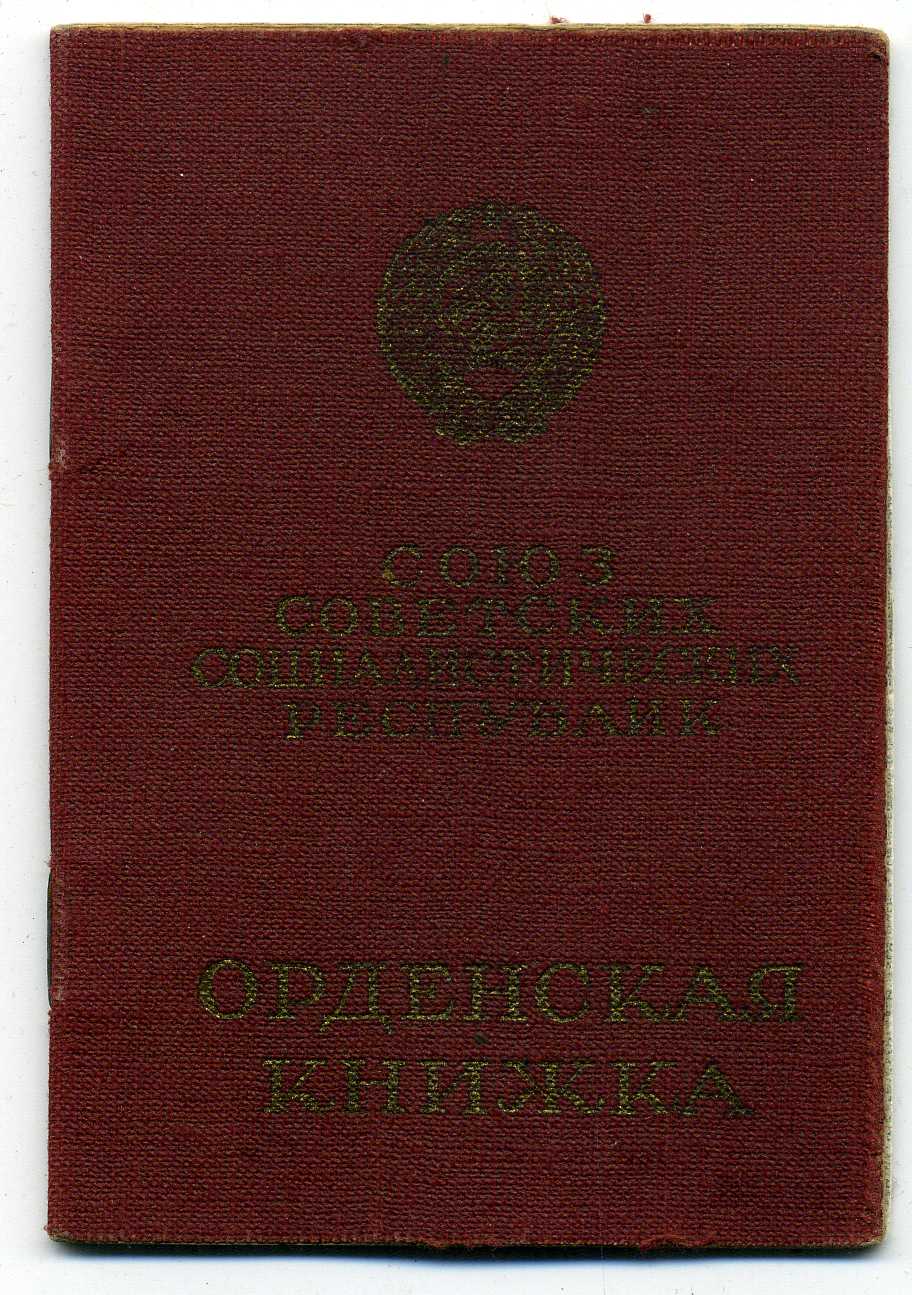 СОЮЗ
СОВЕТСКИХ
СОЦИАЛИСТИЧЕСКИХ
РЕСПУБЛИК
ОРДЕНСКАЯ
КНИЖКА